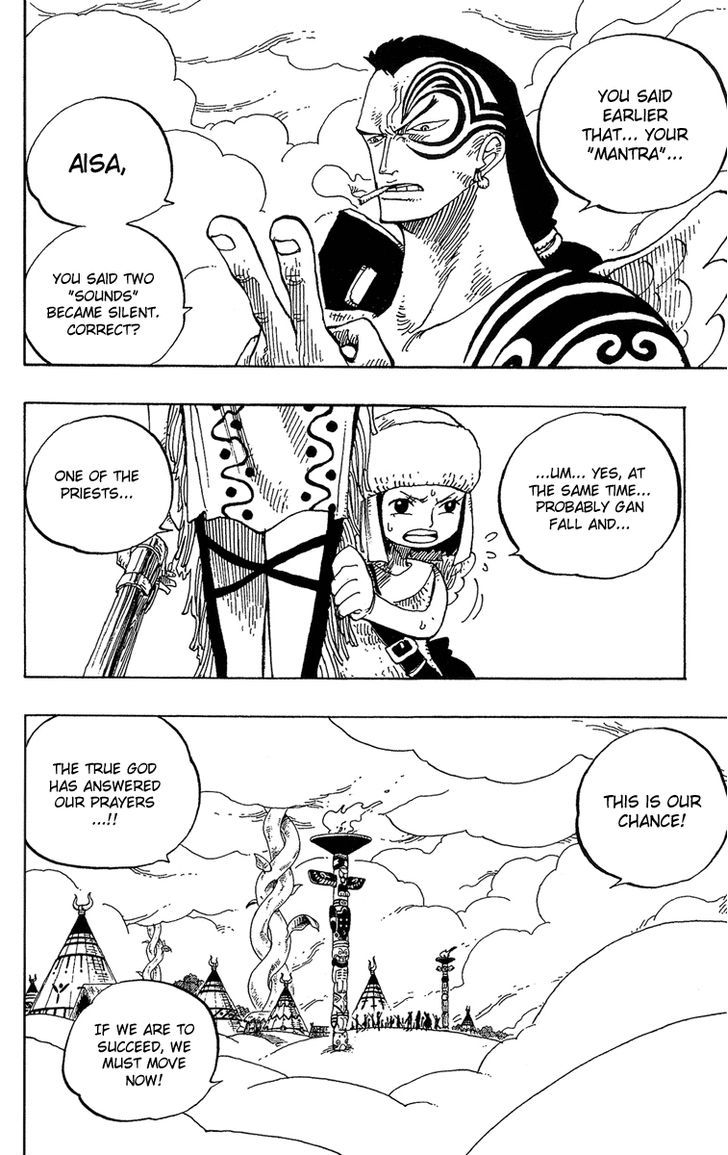 YOU SAID
EARLIER
THAT... YOUR
"MANTRA"...
AISA,
YOU SAID TWO
"SOUNDS"
BECAME SILENT.
CORRECT?
...UM... YES, AT
THE SAME TIME...
PROBABLY GAN
FALL AND...
ONE OF THE
PRIESTS...
THIS IS OUR
CHANCE!
THE TRUE GOD
HAS ANSWERED
OUR PRAYERS
...!!
IF WE ARE TO
SUCCEED, WE
MUST MOVE
NOW!